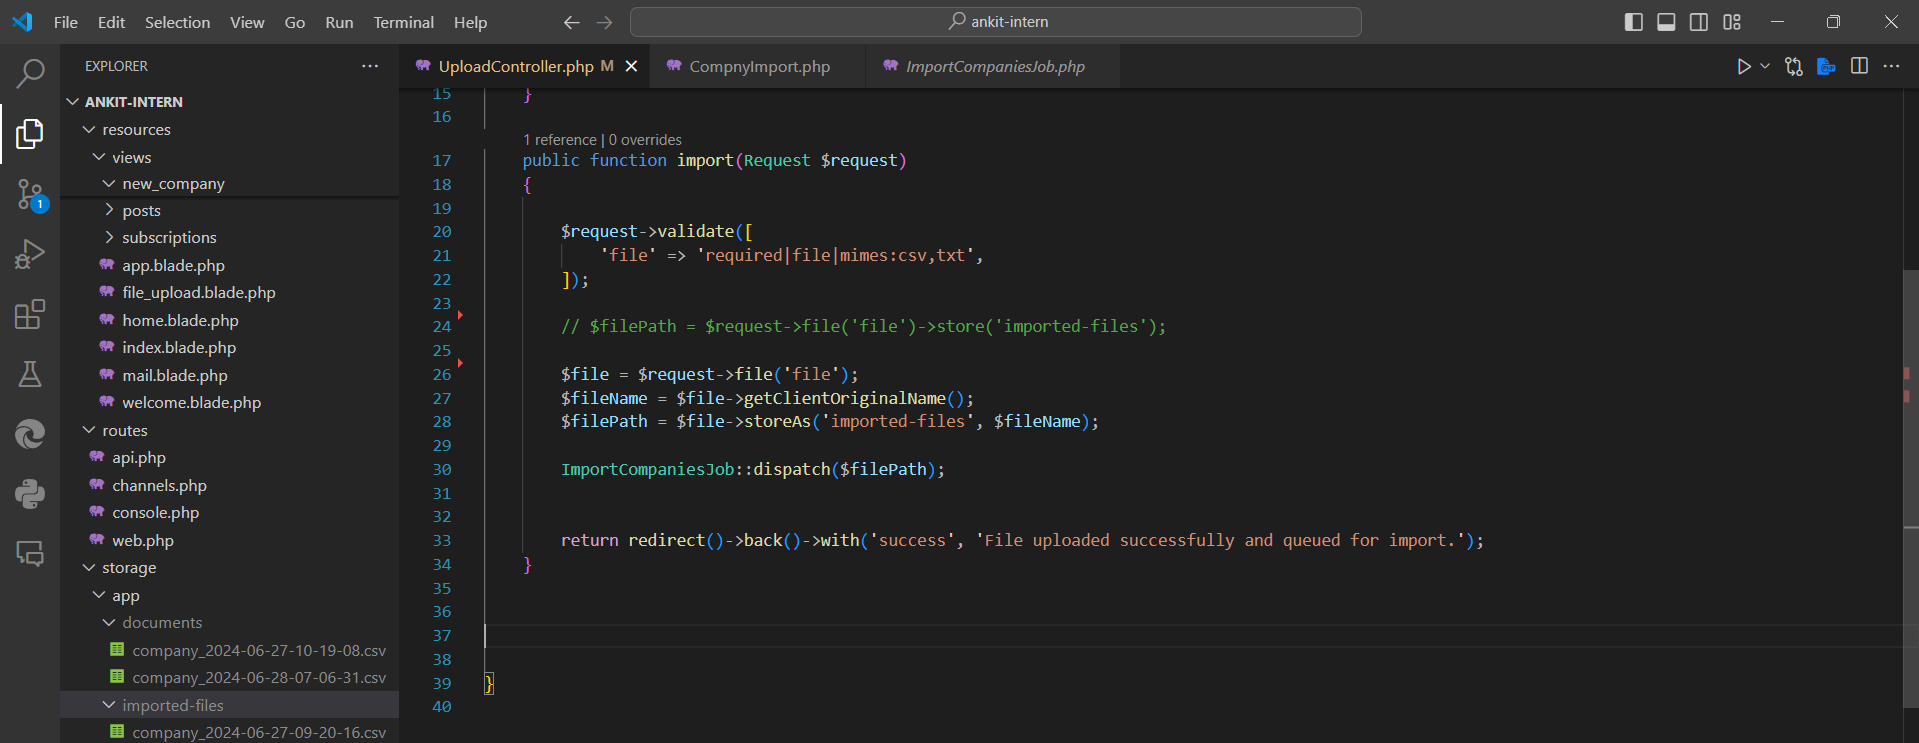 File Edit Selection View Go Run Terminal Help
ankit-intern
EXPLORER
ANKIT-INTERN
resources
views
new_company
posts
subscriptions
app.blade.php
file_upload.blade.php
home.blade.php
index.blade.php
mail.blade.php
welcome.blade.php
routes
api.php
channels.php
console.php
web.php
storage
app
documents
company_2024-06-27-10-19-08.csv
company_2024-06-28-07-06-31.csv
imported-files
company_2024-06-27-09-20-16.csv
1
UploadController.php M
CompnyImport.php
ImportCompaniesJob.php
15 }
16
1 reference | 0 overrides
17 public function import(Request $request)
18 {
19
20 $request->validate([
21 'file' => 'required|file|mimes:csv,txt',
22 ]);
23
24 // $filePath = $request->file('file')->store('imported-files');
25
26 $file = $request->file('file');
27 $fileName = $file->getClientOriginalName();
28 $filePath = $file->storeAs('imported-files', $fileName);
29
30 ImportCompaniesJob::dispatch($filePath);
31
32
33 return redirect()->back()->with('success', 'File uploaded successfully and queued for import.');
34 }
35
36
37
38
39 }
40